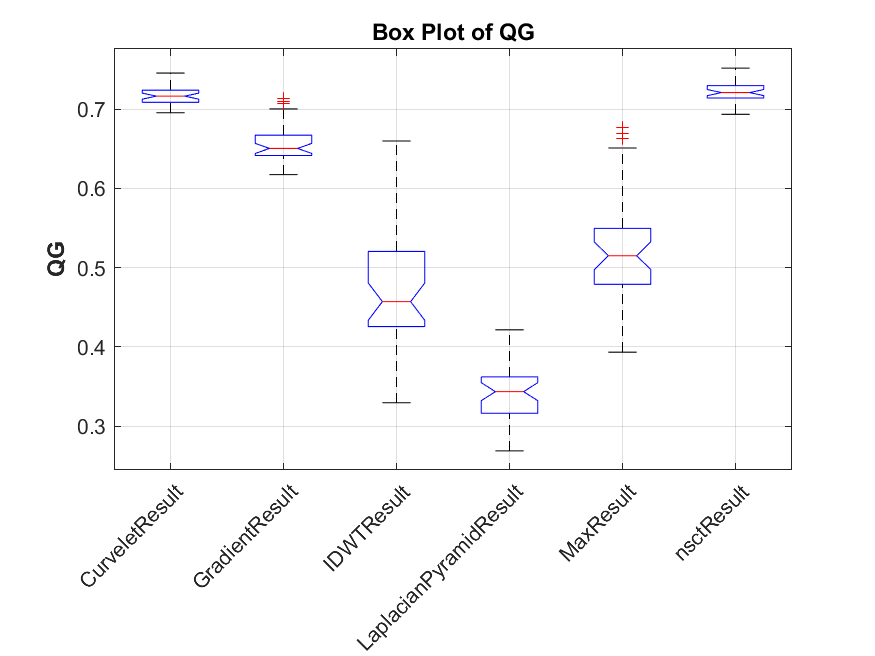 Box Plot of QG
QG
0.7
0.6
0.5
0.4
0.3
CurveletResult
GradientResult
IDWTResult
LaplacianPyramidResult
MaxResult
nsctResult